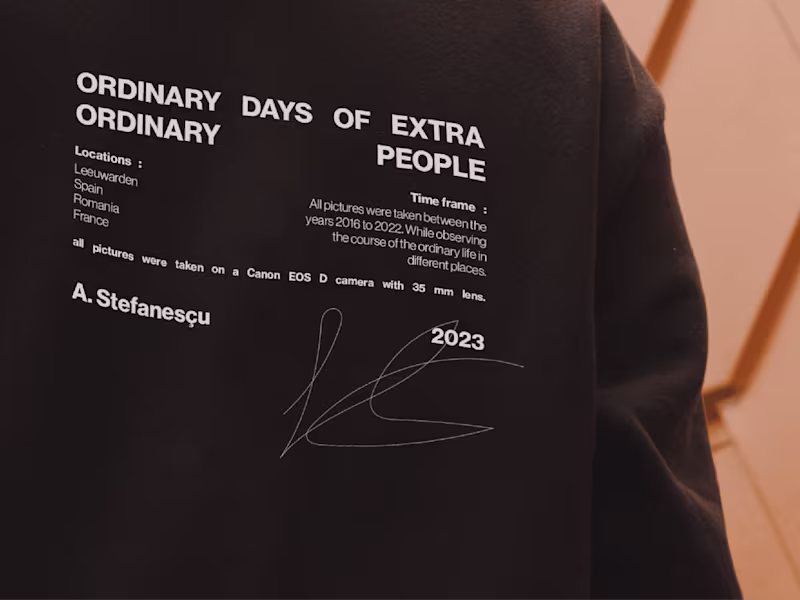 ORDINARY DAYS OF EXTRA
ORDINARY PEOPLE
Locations :
Leeuwarden
Spain
Romania
France
Time frame :
All pictures were taken between the
years 2016 to 2022. While observing
the course of the ordinary life in
different places.
all pictures were taken on a Canon EOS D camera with 35 mm lens.
A. Stefanesçu
2023